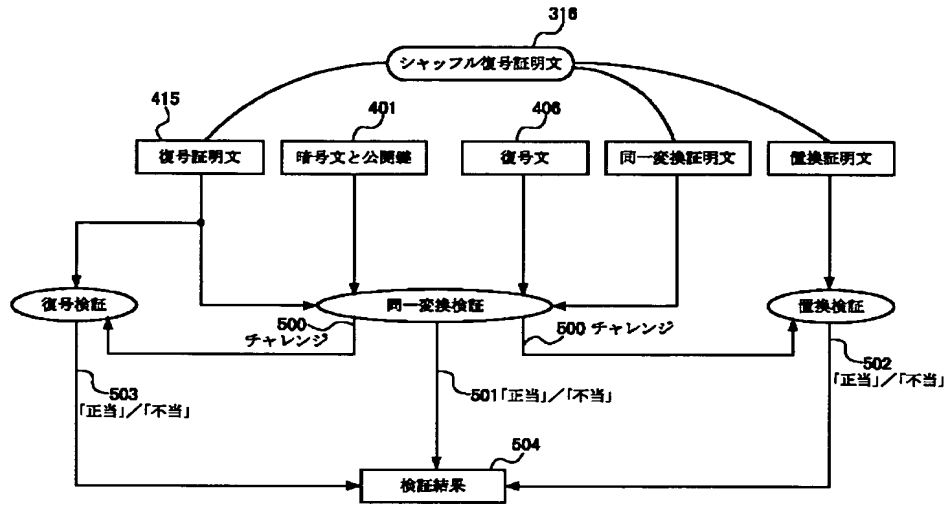 316
シャッフル復号証明文
415
401
406
復号証明文
暗号文と公開鍵
復号文
同一変換証明文
置換証明文
復号検証
同一変換検証
置換検証
500
チャレンジ
500 チャレンジ
503
「正当」／「不当」
501「正当」／「不当」
502
「正当」／「不当」
504
検証結果